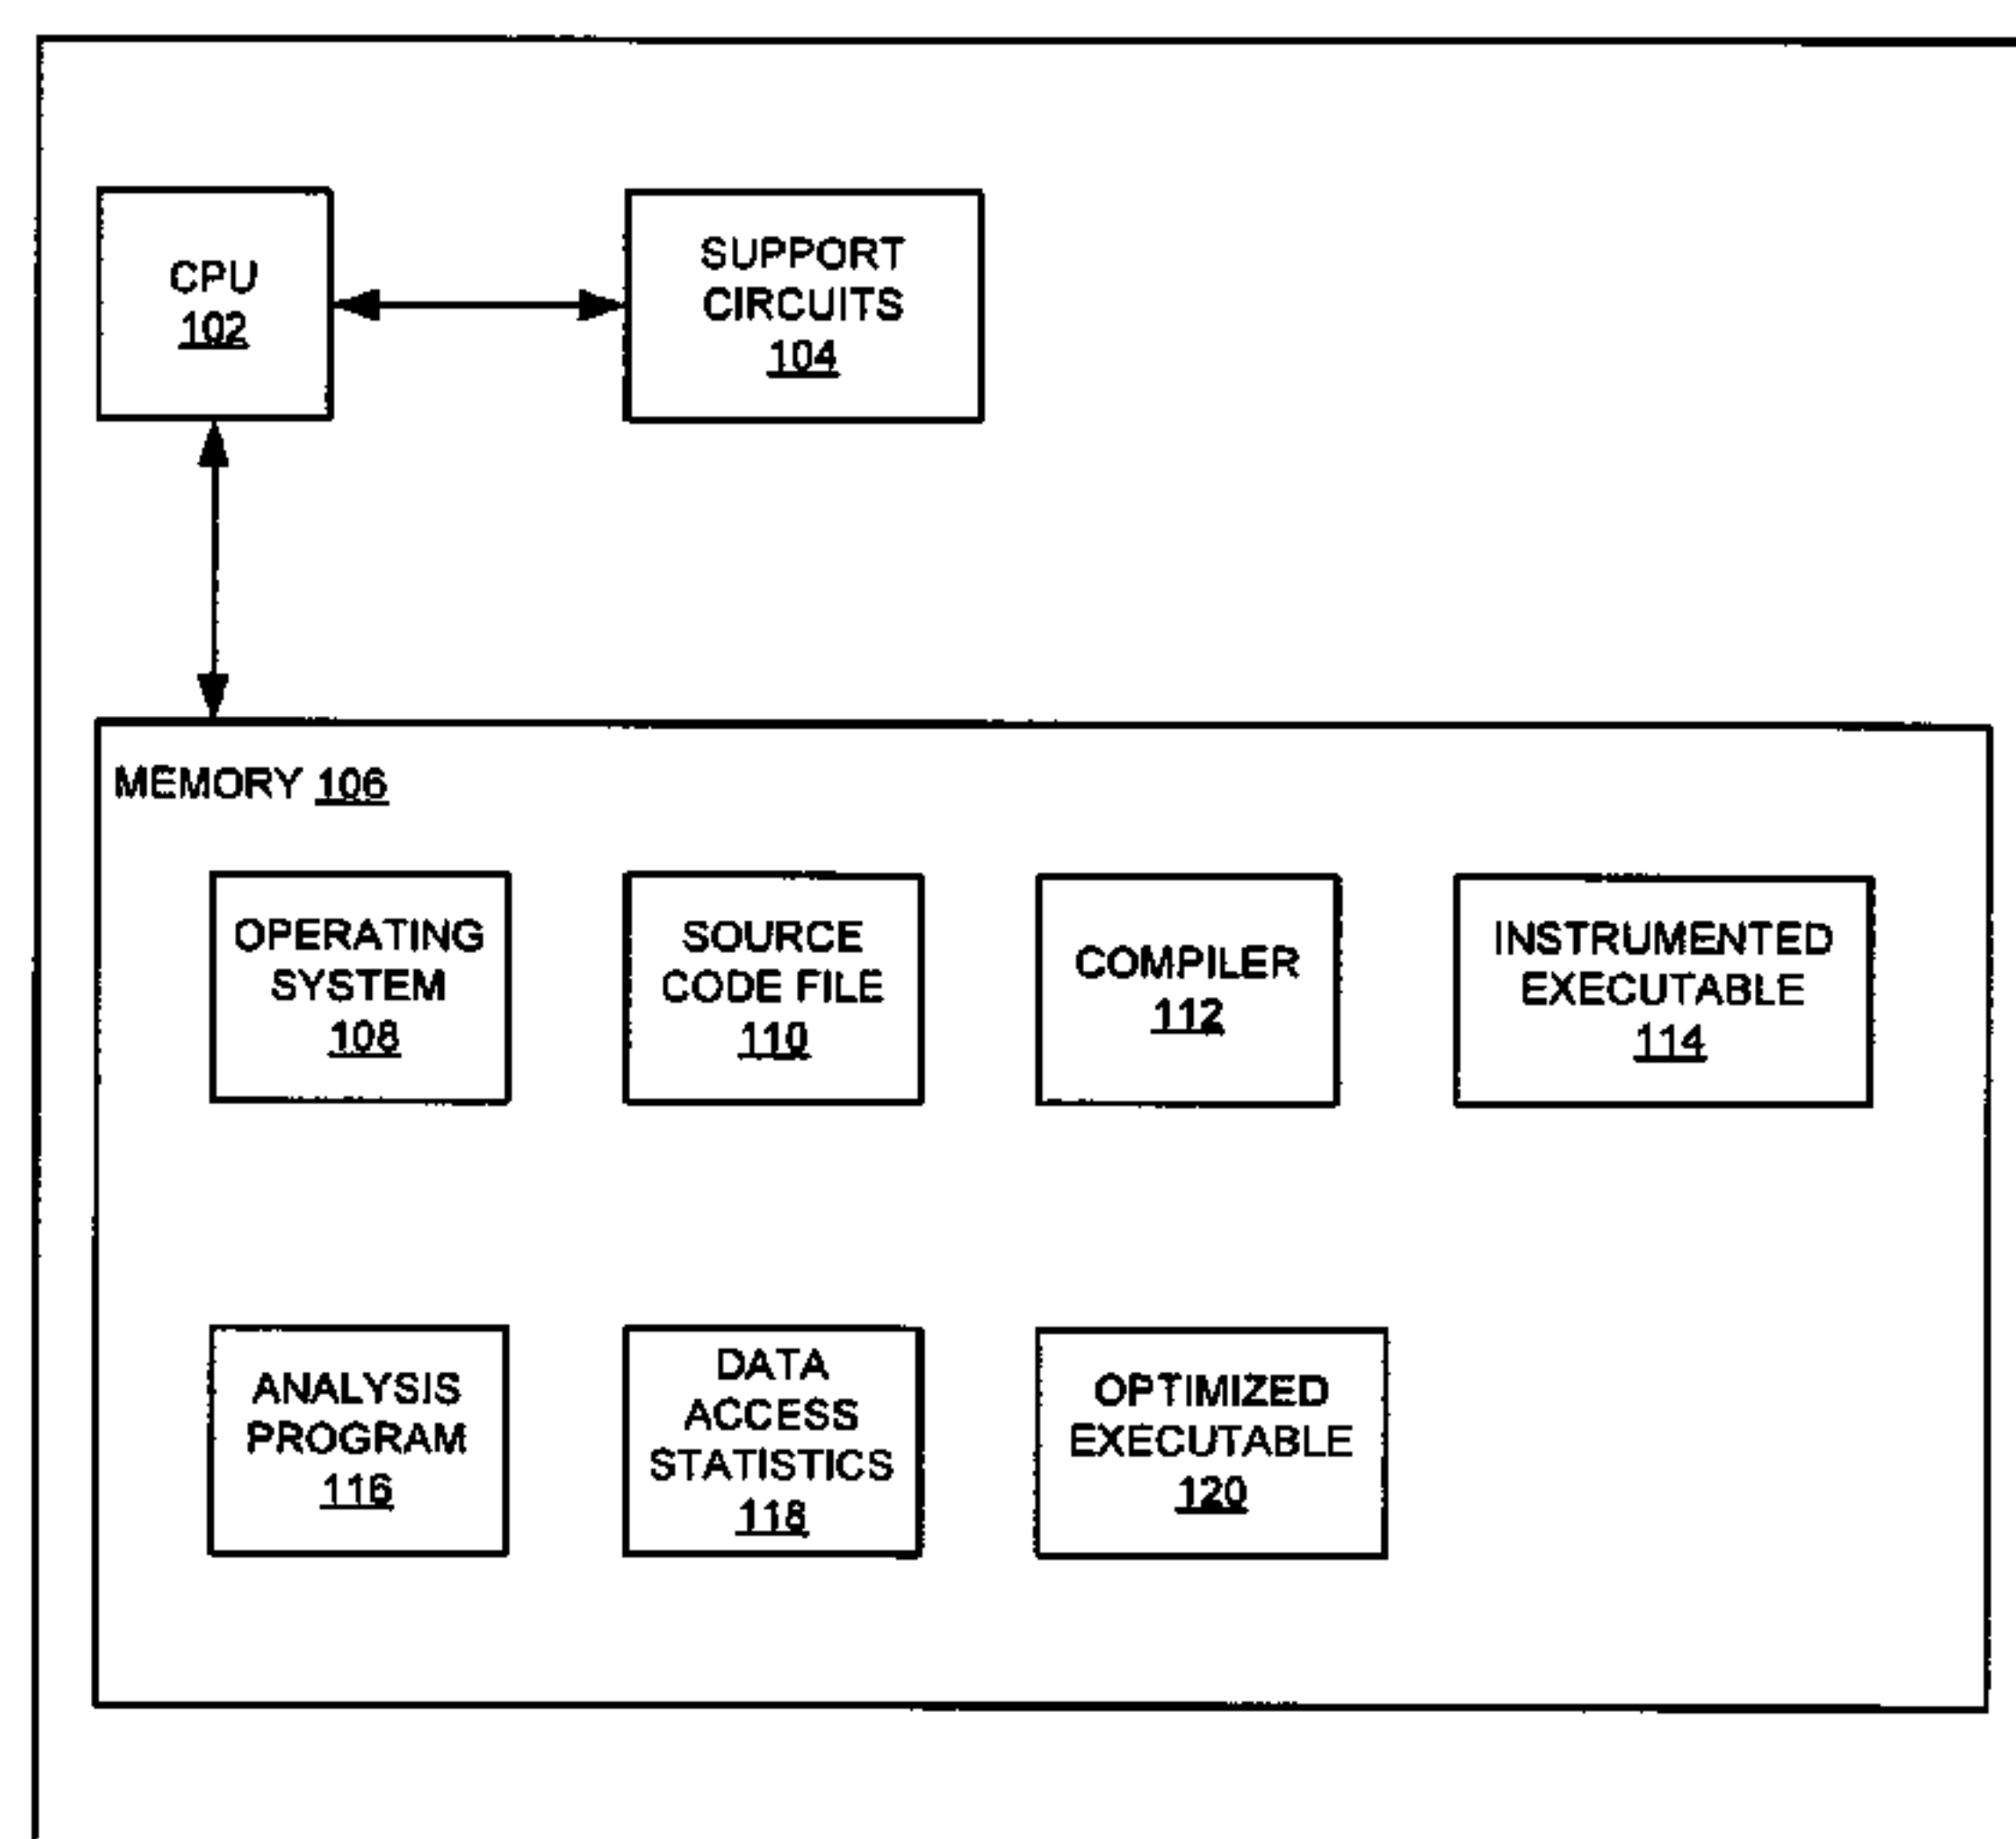 CPU
102
SUPPORT
CIRCUITS
104
MEMORY 106
OPERATING
SYSTEM
108
SOURCE
CODE FILE
110
COMPILER
112
INSTRUMENTED
EXECUTABLE
114
ANALYSIS
PROGRAM
116
DATA
ACCESS
STATISTICS
118
OPTIMIZED
EXECUTABLE
120